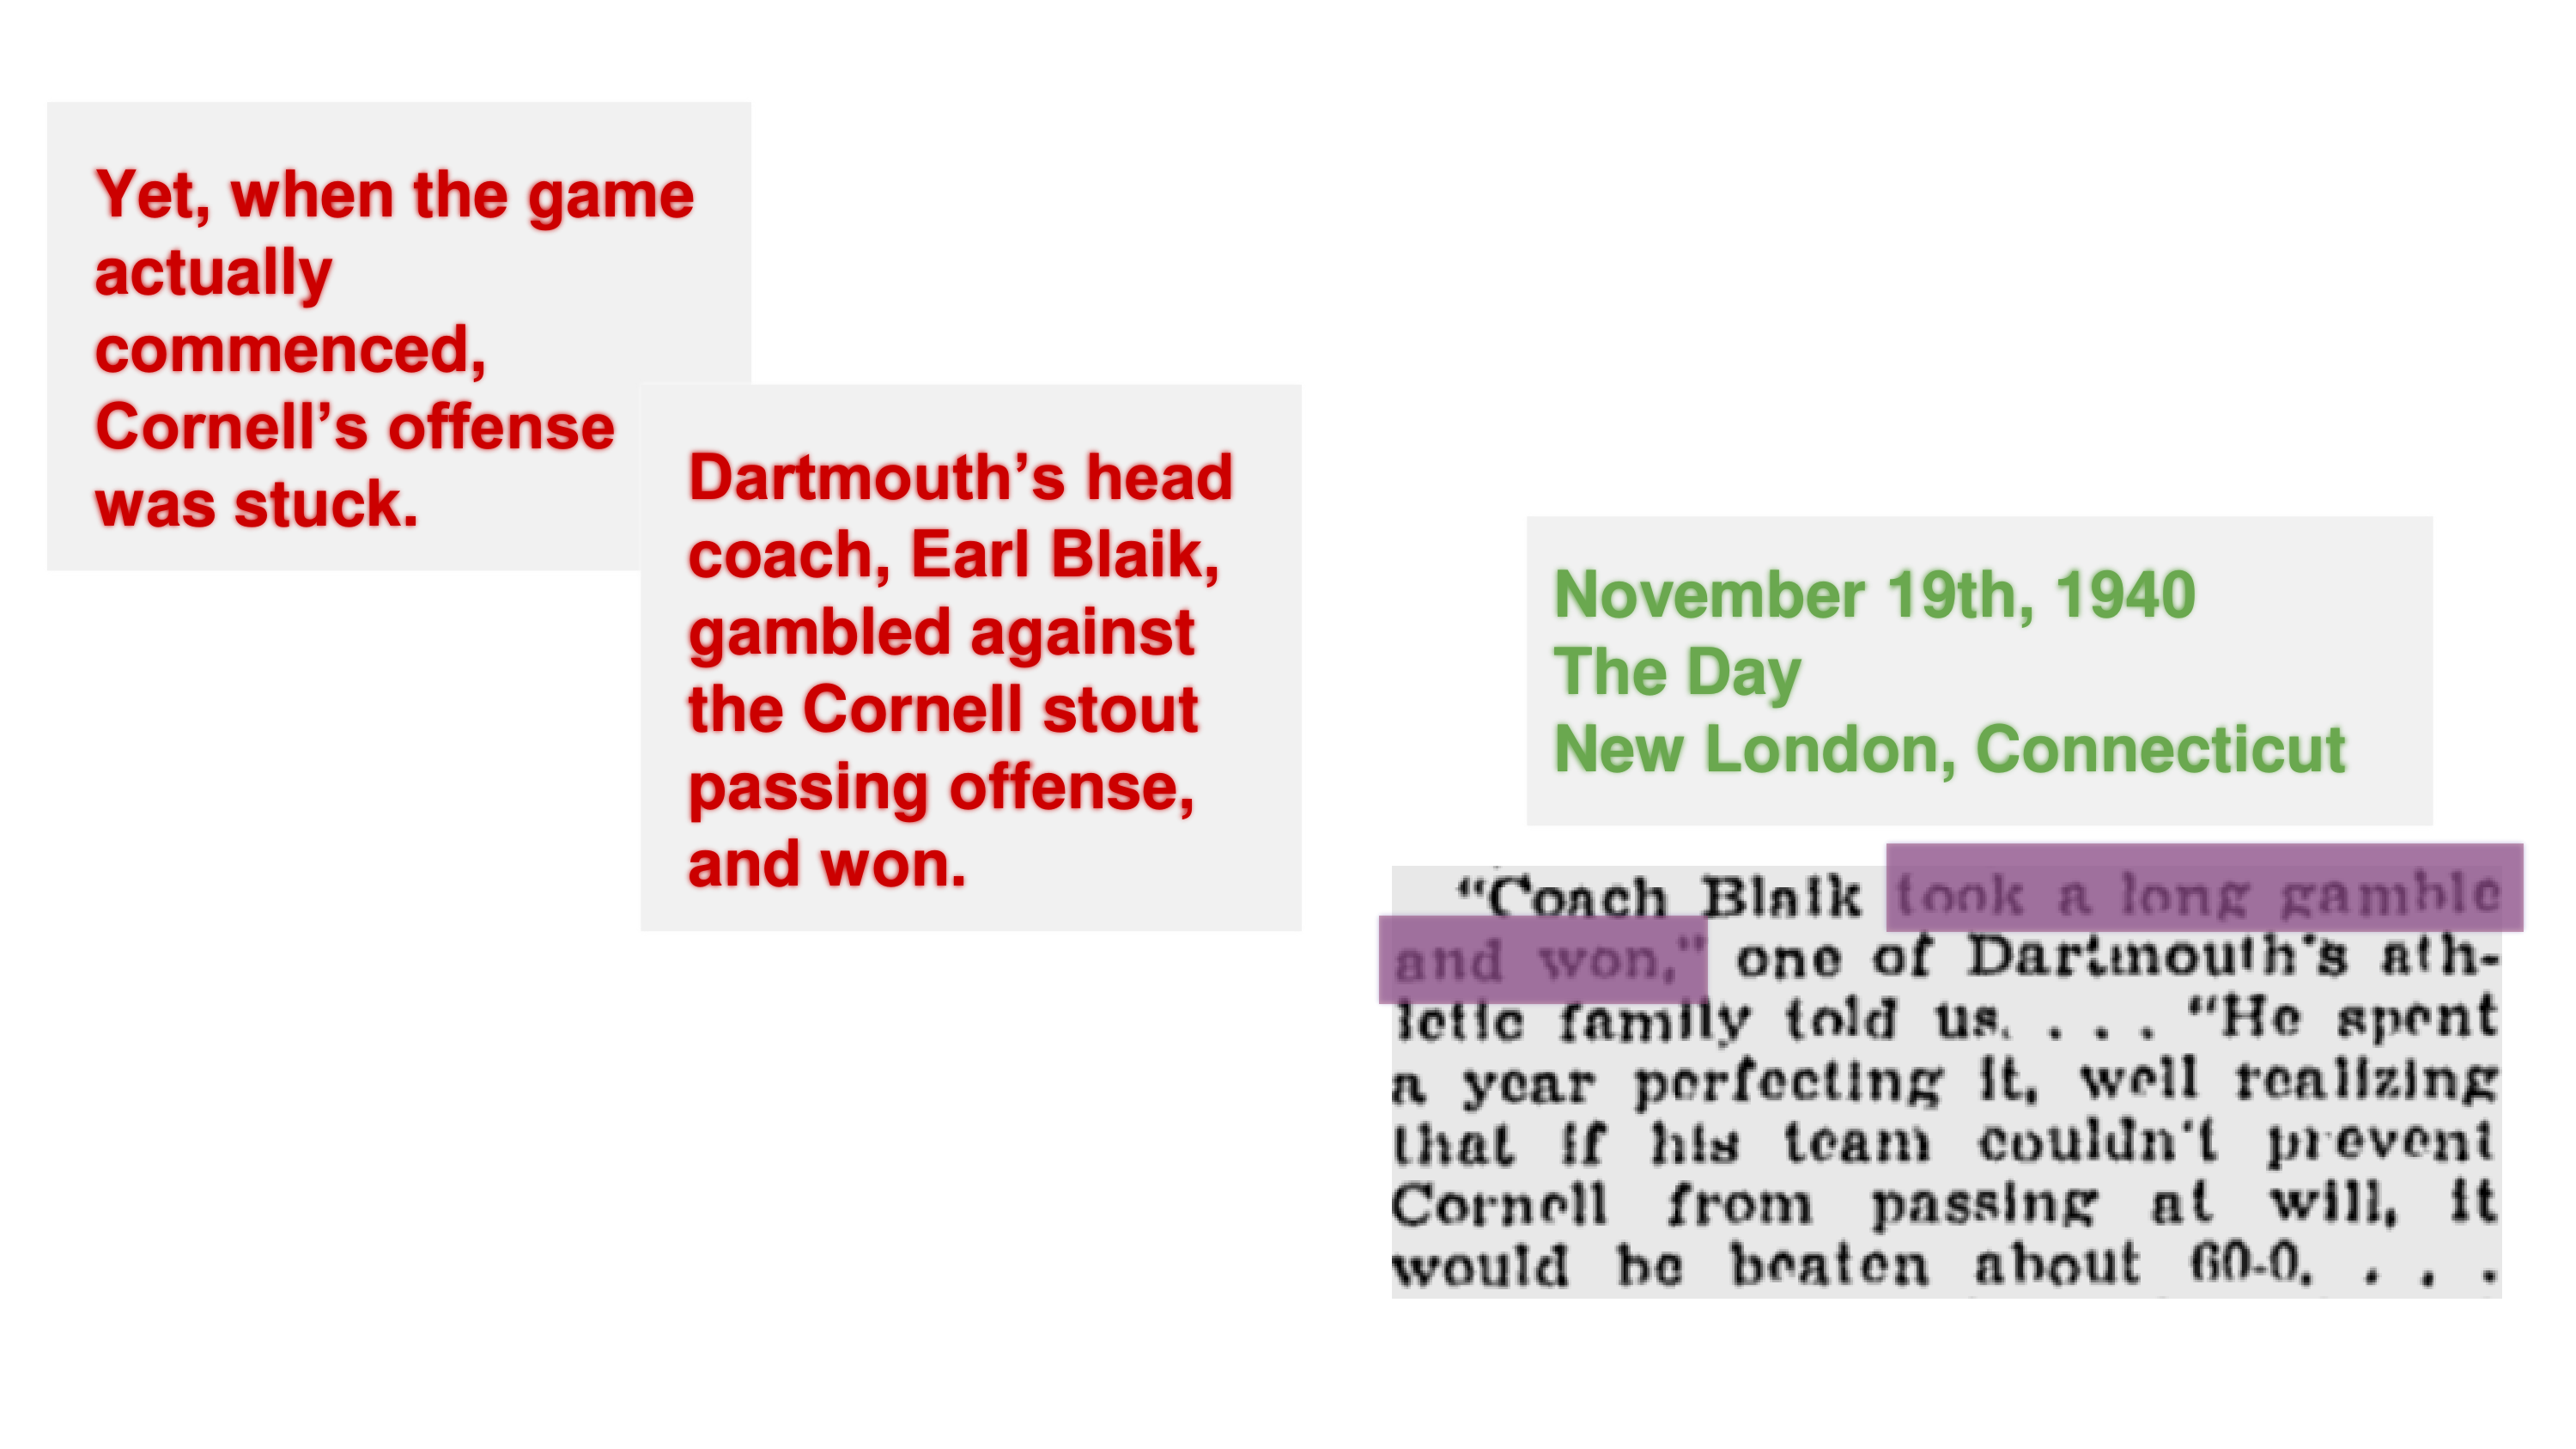 Yet, when the game
actually
commenced,
Cornell’s offense
was stuck.
Dartmouth’s head
coach, Earl Blaik,
gambled against
the Cornell stout
passing offense,
and won.
November 19th, 1940
The Day
New London, Connecticut
“Coach Blaik took a long gamble
and won,” one of Dartmouth's ath-
letic family told us. . . . “He spent
a year perfecting it, well realizing
that if his team couldn't prevent
Cornell from passing at will, it
would be beaten about 60-0. . . .